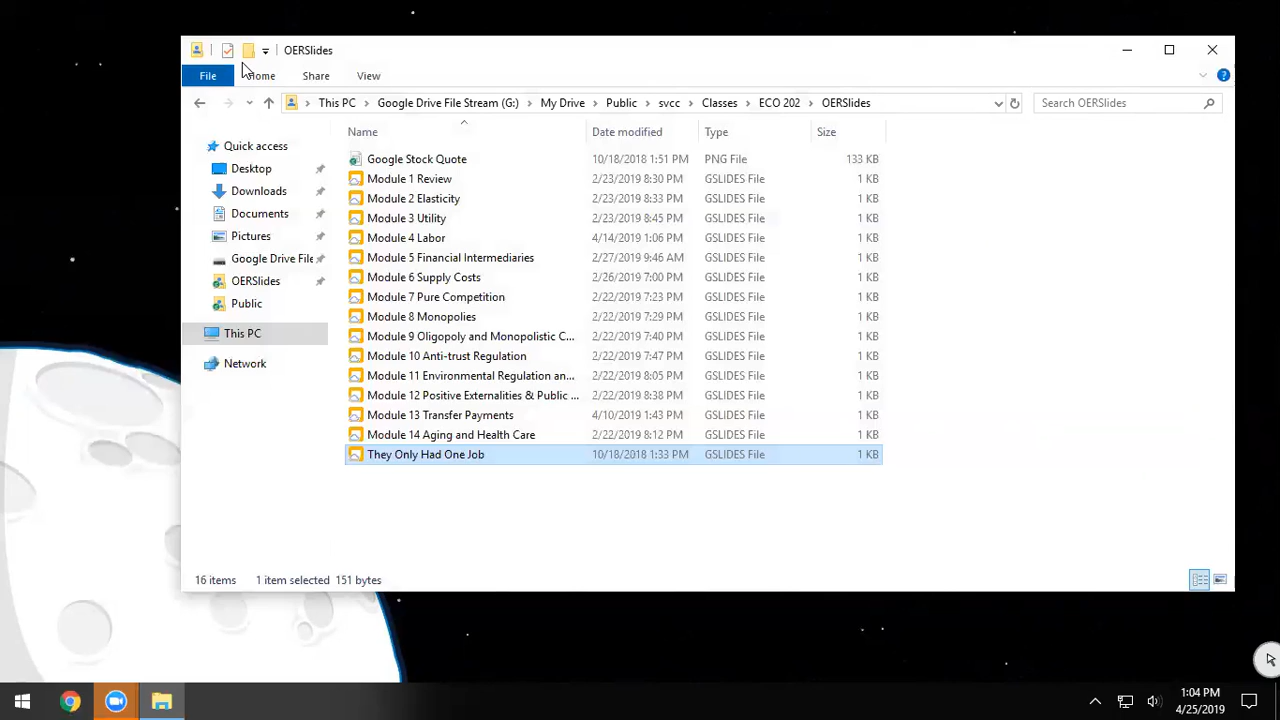 OERSlides
File Home Share View
This PC > Google Drive File Stream (G:) > My Drive > Public > svcc > Classes > ECO 202 > OERSlides
Search OERSlides
Quick access
Desktop
Downloads
Documents
Pictures
Google Drive File
OERSlides
Public
This PC
Network
Name Date modified Type Size
Google Stock Quote 10/18/2018 1:51 PM PNG File 133 KB
Module 1 Review 2/23/2019 8:30 PM GSLIDES File 1 KB
Module 2 Elasticity 2/23/2019 8:33 PM GSLIDES File 1 KB
Module 3 Utility 2/23/2019 8:45 PM GSLIDES File 1 KB
Module 4 Labor 4/14/2019 1:06 PM GSLIDES File 1 KB
Module 5 Financial Intermediaries 2/27/2019 9:46 AM GSLIDES File 1 KB
Module 6 Supply Costs 2/26/2019 7:00 PM GSLIDES File 1 KB
Module 7 Pure Competition 2/22/2019 7:23 PM GSLIDES File 1 KB
Module 8 Monopolies 2/22/2019 7:29 PM GSLIDES File 1 KB
Module 9 Oligopoly and Monopolistic C... 2/22/2019 7:40 PM GSLIDES File 1 KB
Module 10 Anti-trust Regulation 2/22/2019 7:47 PM GSLIDES File 1 KB
Module 11 Environmental Regulation an... 2/22/2019 8:05 PM GSLIDES File 1 KB
Module 12 Positive Externalities & Public ... 2/22/2019 8:38 PM GSLIDES File 1 KB
Module 13 Transfer Payments 4/10/2019 1:43 PM GSLIDES File 1 KB
Module 14 Aging and Health Care 2/22/2019 8:12 PM GSLIDES File 1 KB
They Only Had One Job 10/18/2018 1:33 PM GSLIDES File 1 KB
16 items 1 item selected 151 bytes
1:04 PM
4/25/2019